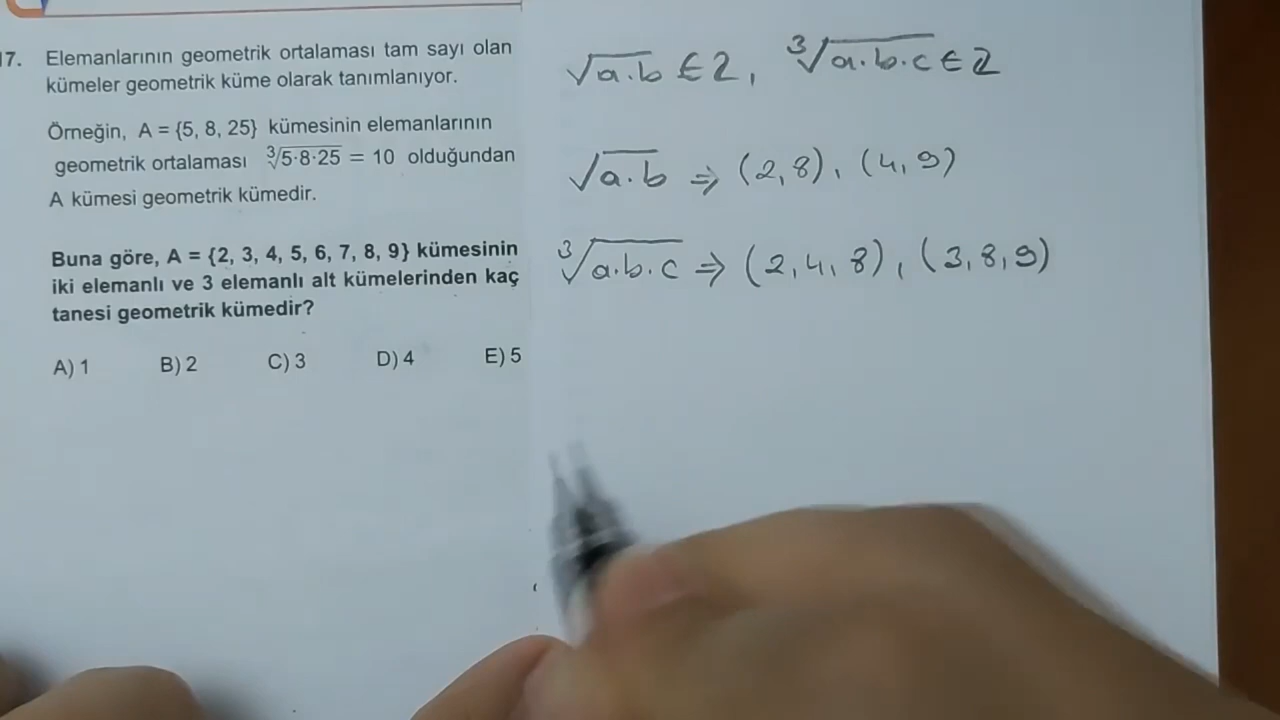 17. Elemanlarının geometrik ortalaması tam sayı olan
kümeler geometrik küme olarak tanımlanıyor.
Örneğin, A = {5, 8, 25} kümesinin elemanlarının
geometrik ortalaması ∛5·8·25 = 10 olduğundan
A kümesi geometrik kümedir.
Buna göre, A = {2, 3, 4, 5, 6, 7, 8, 9} kümesinin
iki elemanlı ve 3 elemanlı alt kümelerinden kaç
tanesi geometrik kümedir?
A) 1 B) 2 C) 3 D) 4 E) 5
√a.b ∈ Z, ∛a.b.c ∈ Z
√a.b ⇒ (2,8), (4,9)
∛a.b.c ⇒ (2,4,8), (3,8,9)